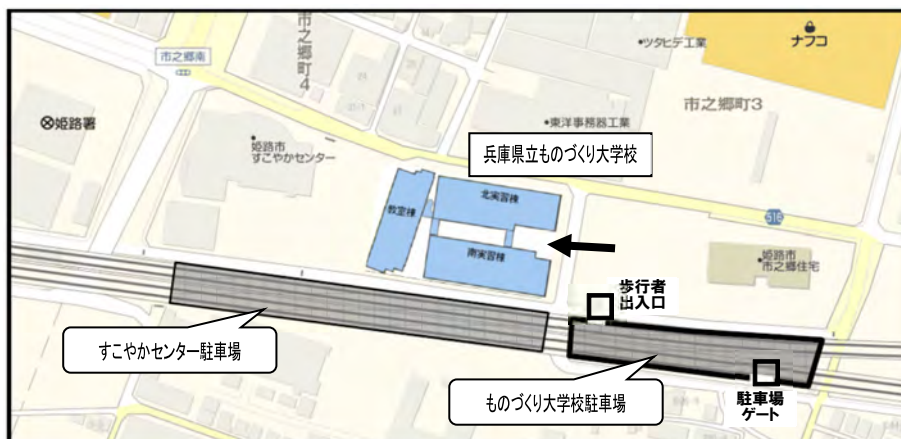 ナフコ
市之郷南
市之郷町4
ツタヒデ工業
市之郷町3
姫路署
東洋事務器工業
姫路市
すこやかセンター
兵庫県立ものづくり大学校
教室棟
北実習棟
516
南実習棟
姫路市
市之郷住宅
歩行者
出入口
すこやかセンター駐車場
ものづくり大学校駐車場
駐車場
ゲート